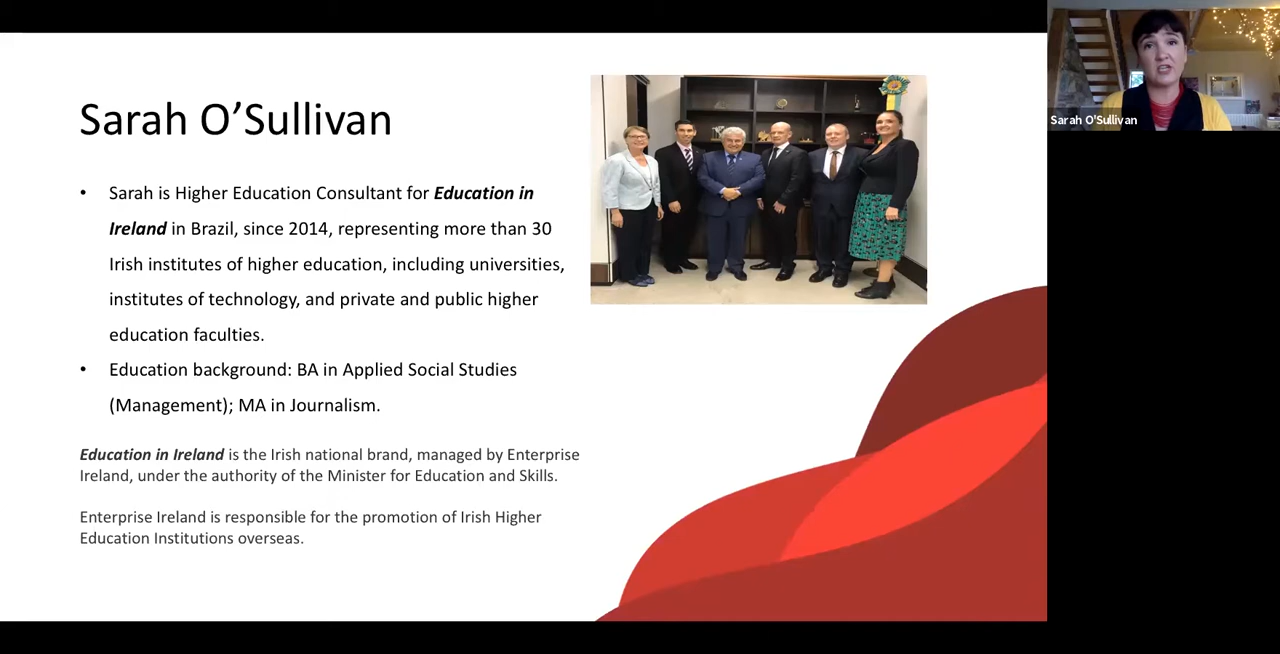 Sarah O’Sullivan
• Sarah is Higher Education Consultant for Education in
Ireland in Brazil, since 2014, representing more than 30
Irish institutes of higher education, including universities,
institutes of technology, and private and public higher
education faculties.
• Education background: BA in Applied Social Studies
(Management); MA in Journalism.
Education in Ireland is the Irish national brand, managed by Enterprise
Ireland, under the authority of the Minister for Education and Skills.
Enterprise Ireland is responsible for the promotion of Irish Higher
Education Institutions overseas.
Sarah O'Sullivan